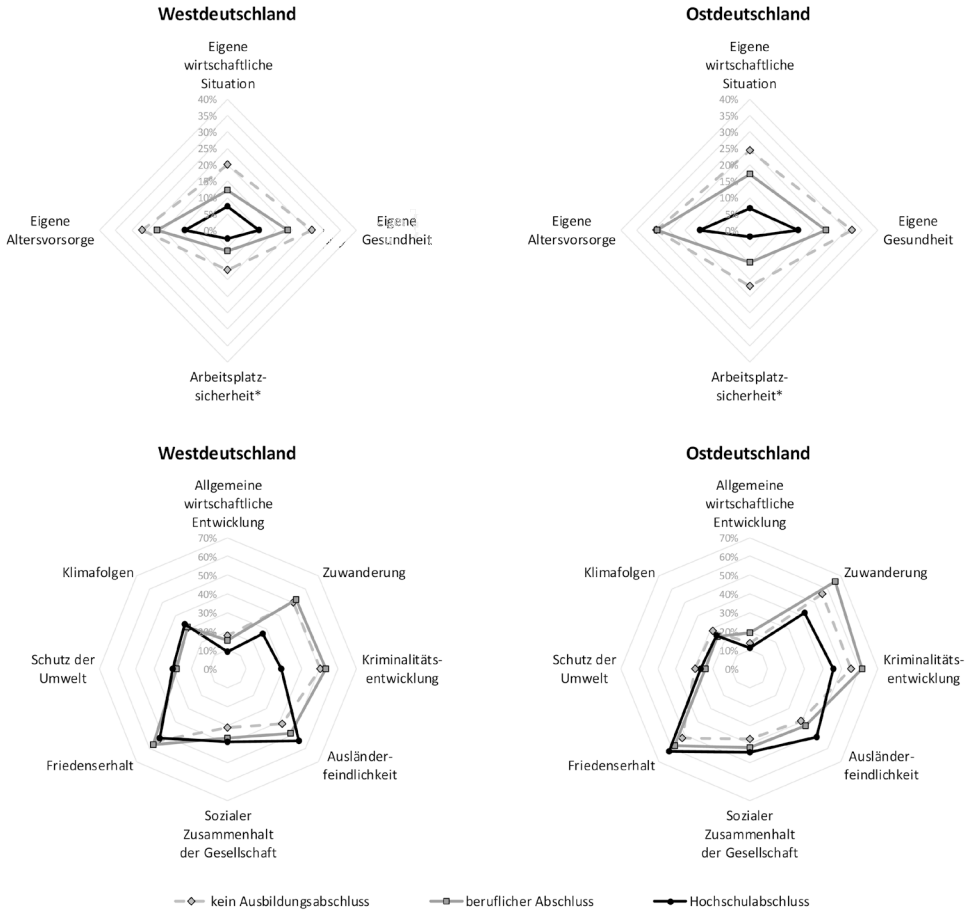 Westdeutschland
Eigene
wirtschaftliche
Situation
40%
35%
30%
25%
20%
15%
10%
5%
0%
Eigene
Altersvorsorge
Eigene
Gesundheit
Arbeitsplatz-
sicherheit*
Ostdeutschland
Eigene
wirtschaftliche
Situation
40%
35%
30%
25%
20%
15%
10%
5%
0%
Eigene
Altersvorsorge
Eigene
Gesundheit
Arbeitsplatz-
sicherheit*
Westdeutschland
Allgemeine
wirtschaftliche
Entwicklung
70%
60%
50%
40%
30%
20%
10%
0%
Klimafolgen
Zuwanderung
Schutz der
Umwelt
Kriminalitäts-
entwicklung
Friedenserhalt
Ausländer-
feindlichkeit
Sozialer
Zusammenhalt
der Gesellschaft
Ostdeutschland
Allgemeine
wirtschaftliche
Entwicklung
70%
60%
50%
40%
30%
20%
10%
0%
Klimafolgen
Zuwanderung
Schutz der
Umwelt
Kriminalitäts-
entwicklung
Friedenserhalt
Ausländer-
feindlichkeit
Sozialer
Zusammenhalt
der Gesellschaft
kein Ausbildungsabschluss
beruflicher Abschluss
Hochschulabschluss